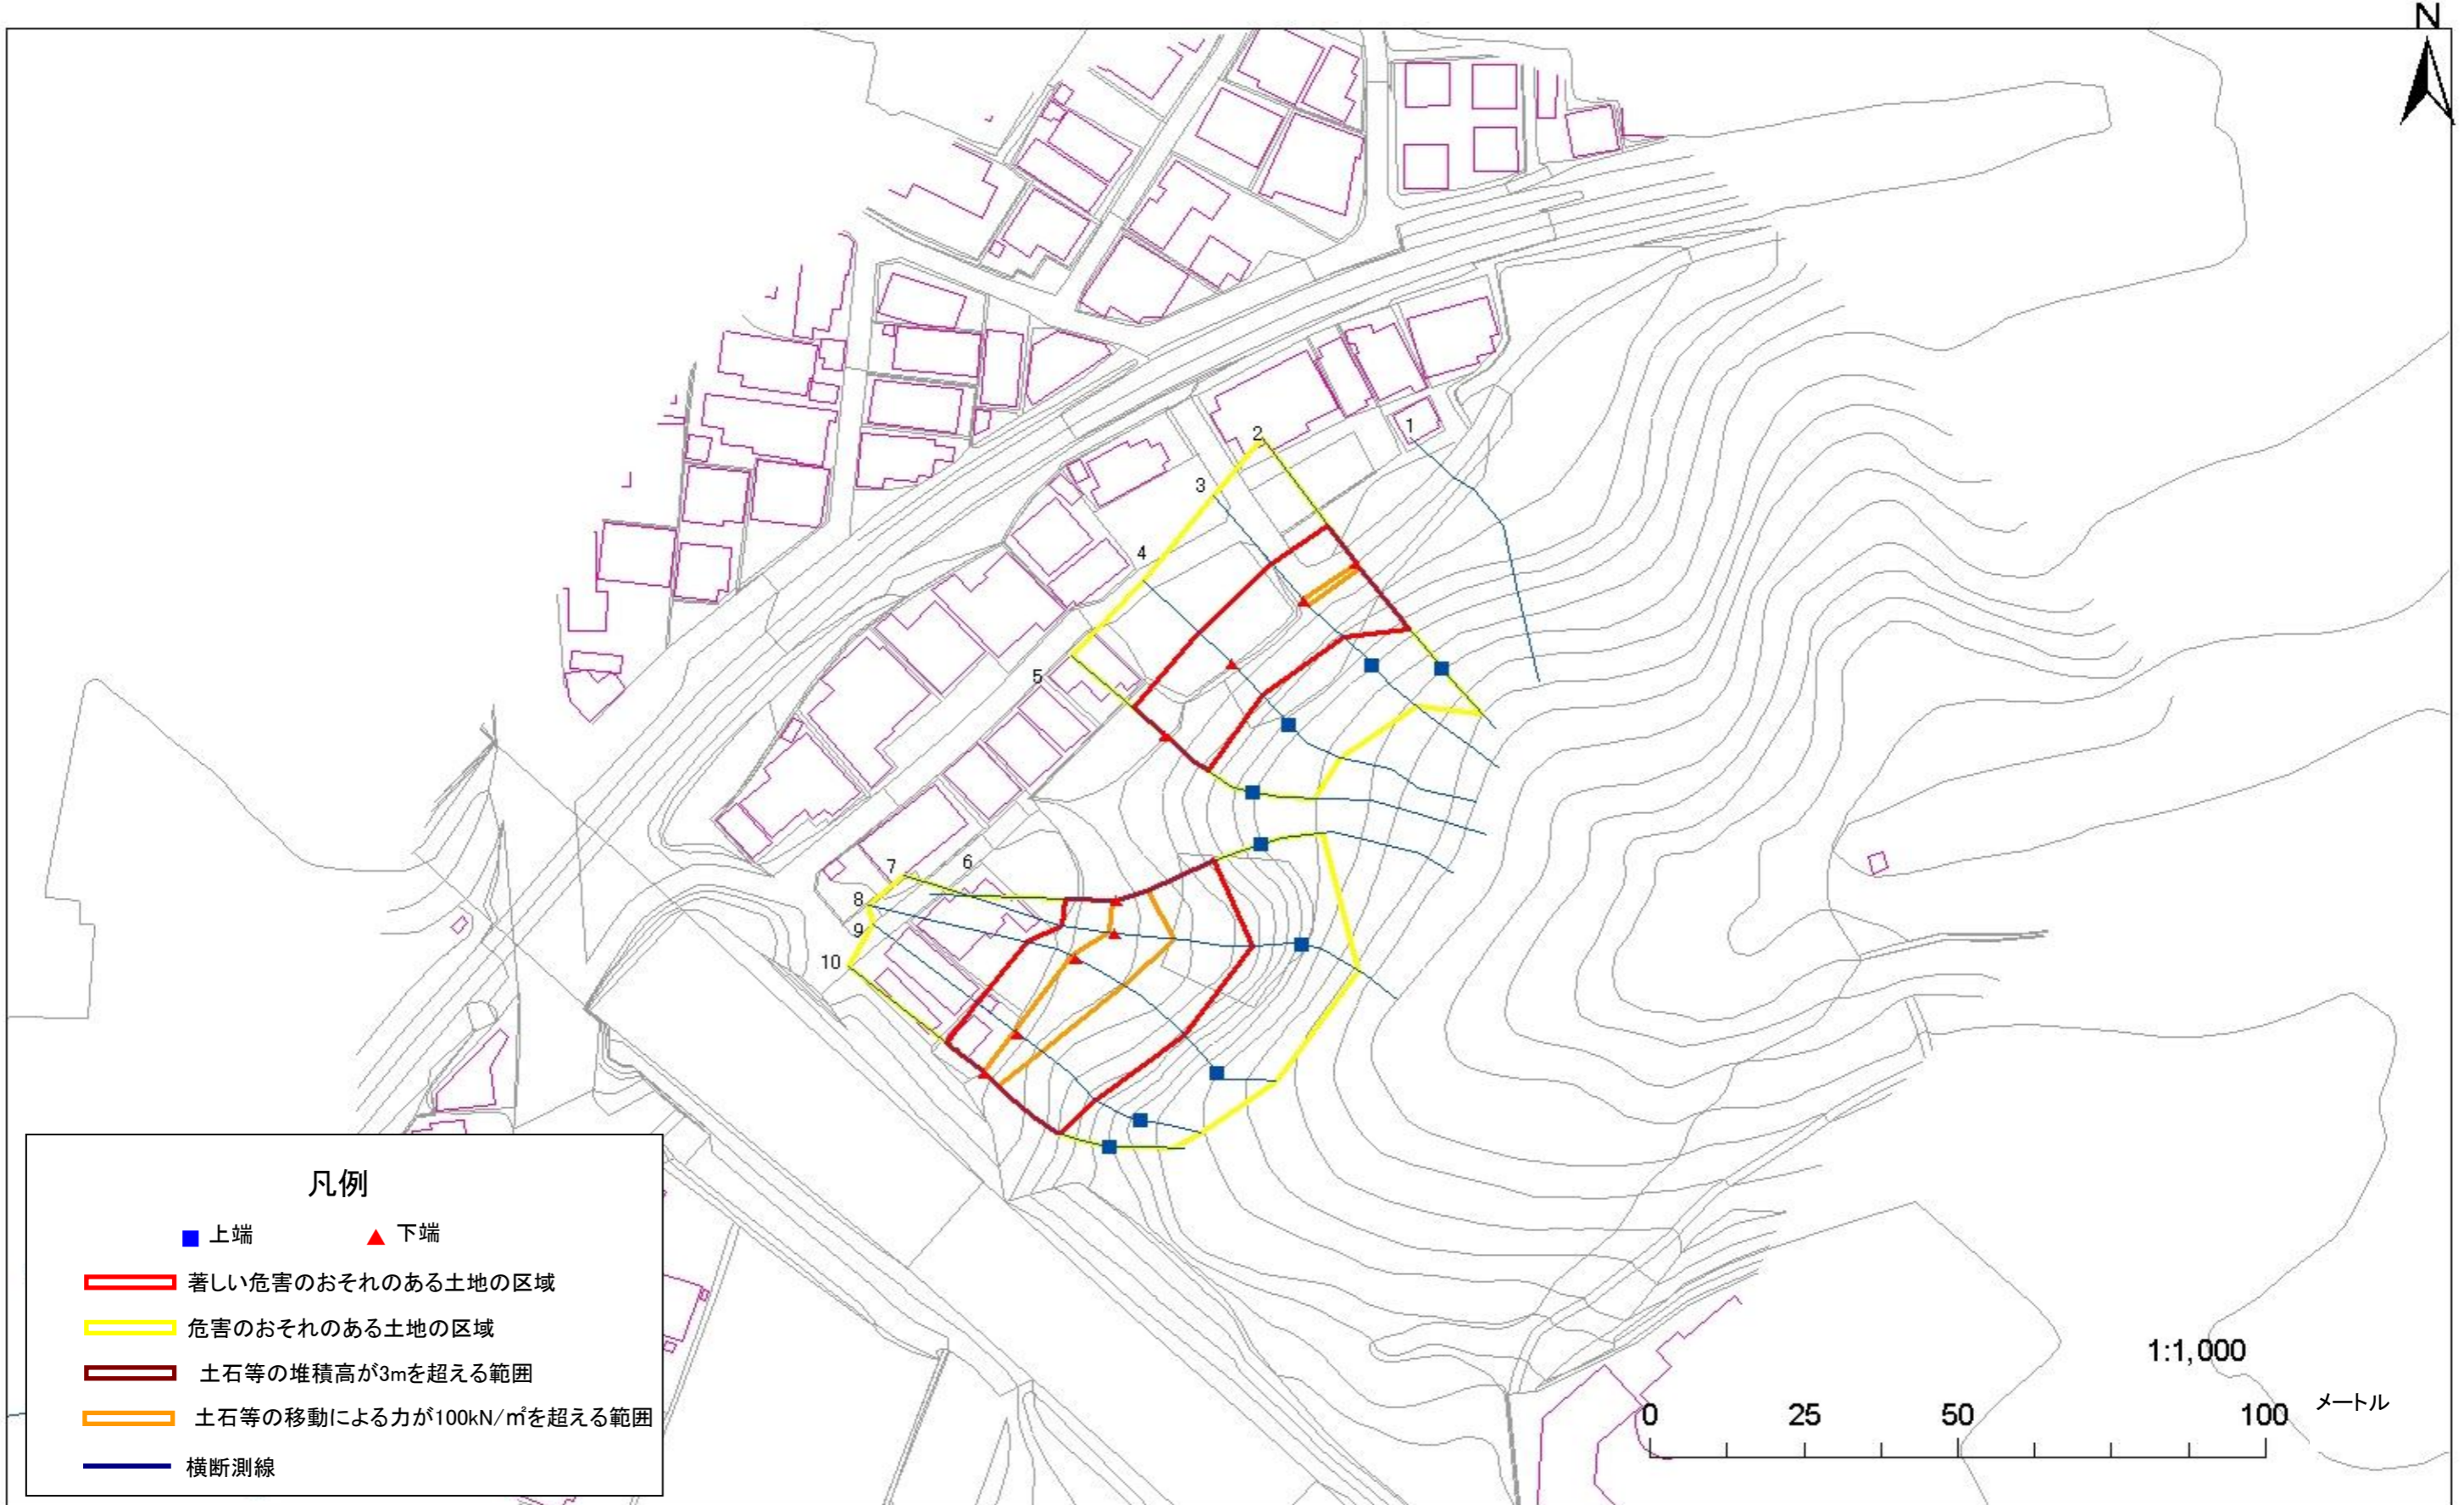 N
1
2
3
4
5
6
7
8
9
10
凡例
上端 下端
著しい危害のおそれのある土地の区域
危害のおそれのある土地の区域
土石等の堆積高が3mを超える範囲
土石等の移動による力が100kN/㎡を超える範囲
横断測線
1:1,000
0 25 50 100 メートル